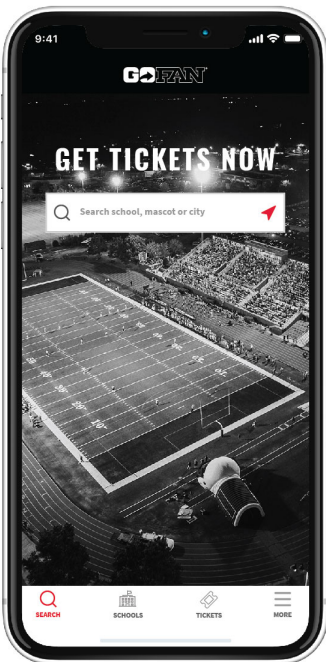 9:41
GOFAN
GET TICKETS NOW
Search school, mascot or city
SEARCH
SCHOOLS
TICKETS
MORE